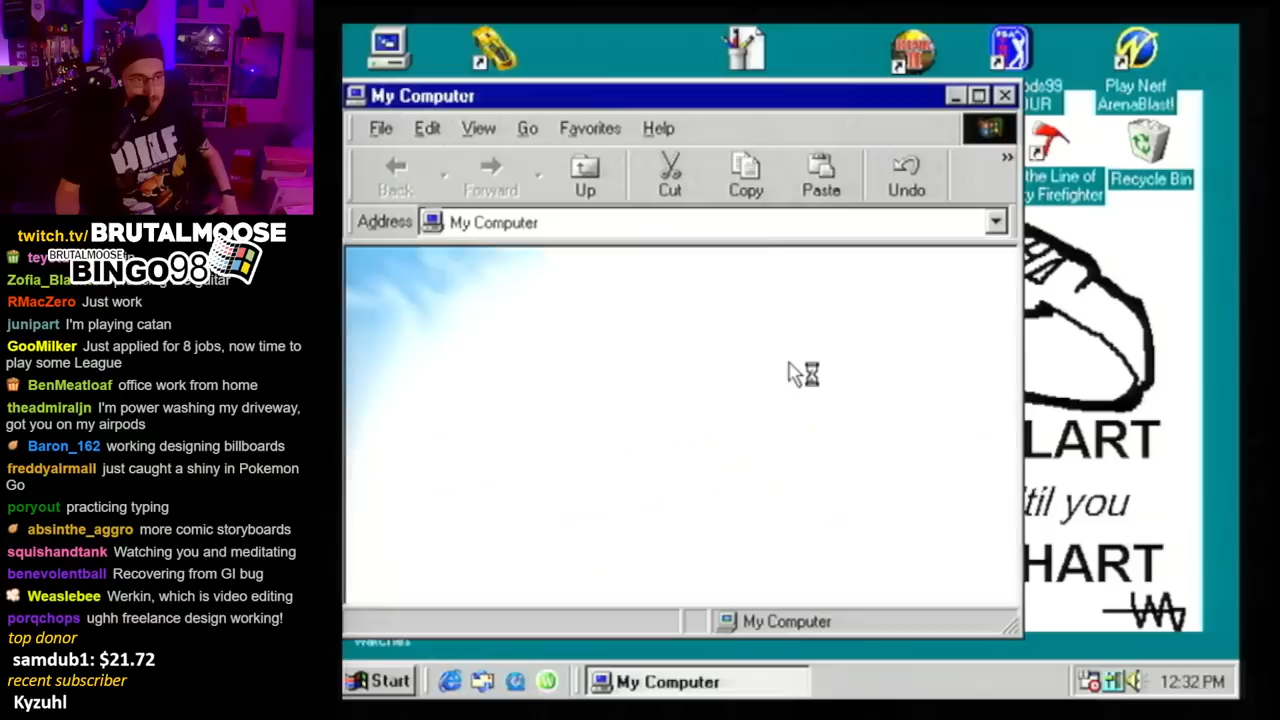 DILF
twitch.tv/BRUTALMOOSE
BRUTALMOOSE
BINGO98
guitar
RMacZero Just work
junipart I'm playing catan
GooMilker Just applied for 8 jobs, now time to
play some League
BenMeatloaf office work from home
theadmiraljn I'm power washing my driveway,
got you on my airpods
Baron_162 working designing billboards
freddyairmall just caught a shiny in Pokemon
Go
poryout practicing typing
absinthe_aggro more comic storyboards
squishandtank Watching you and meditating
benevolentball Recovering from GI bug
Weaslebee Werkin, which is video editing
porqchops ughh freelance design working!
top donor
samdub1: $21.72
recent subscriber
Kyzuhl
My Computer
File Edit View Go Favorites Help
Back Forward Up Cut Copy Paste Undo
Address My Computer
My Computer
Play Nerf
ArenaBlast!
UR
the Line of
y Firefighter
Recycle Bin
LART
'til you
HART
Start My Computer 12:32 PM